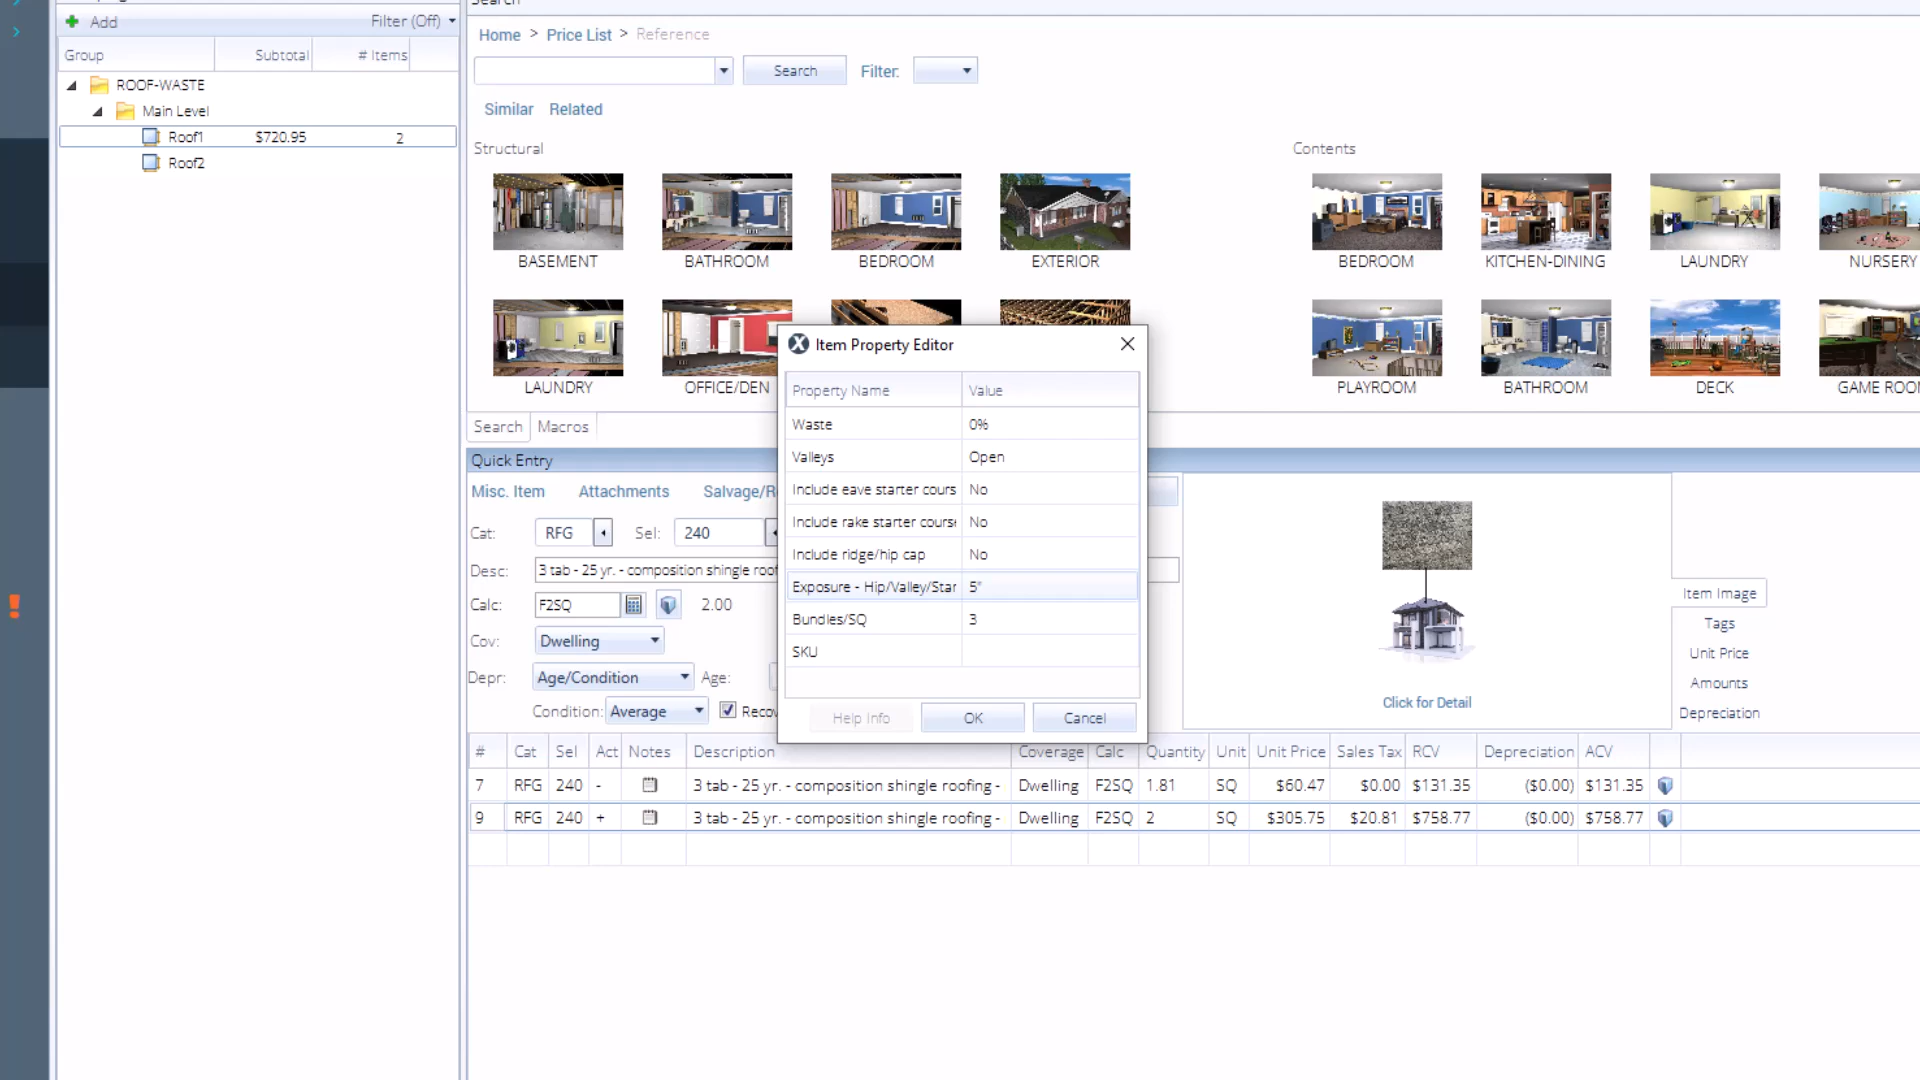 Search
Add
Filter (Off)
Group Subtotal # Items
ROOF-WASTE
Main Level
Roof1 $720.95 2
Roof2
Home > Price List > Reference
Search Filter:
Similar Related
Structural
BASEMENT BATHROOM BEDROOM EXTERIOR
LAUNDRY OFFICE/DEN
Contents
BEDROOM KITCHEN-DINING LAUNDRY NURSERY
PLAYROOM BATHROOM DECK GAME ROO
Search Macros
Quick Entry
Misc. Item Attachments Salvage/R
Cat: RFG Sel: 240
Desc: 3 tab - 25 yr. - composition shingle roof
Calc: F2SQ 2.00
Cov: Dwelling
Depr: Age/Condition Age:
Condition: Average Recov
Item Property Editor
Property Name Value
Waste 0%
Valleys Open
Include eave starter cours No
Include rake starter course No
Include ridge/hip cap No
Exposure - Hip/Valley/Star 5"
Bundles/SQ 3
SKU
Help Info OK Cancel
Click for Detail
Item Image
Tags
Unit Price
Amounts
Depreciation
# Cat Sel Act Notes Description Coverage Calc Quantity Unit Unit Price Sales Tax RCV Depreciation ACV
7 RFG 240 - 3 tab - 25 yr. - composition shingle roofing - Dwelling F2SQ 1.81 SQ $60.47 $0.00 $131.35 ($0.00) $131.35
9 RFG 240 + 3 tab - 25 yr. - composition shingle roofing - Dwelling F2SQ 2 SQ $305.75 $20.81 $758.77 ($0.00) $758.77